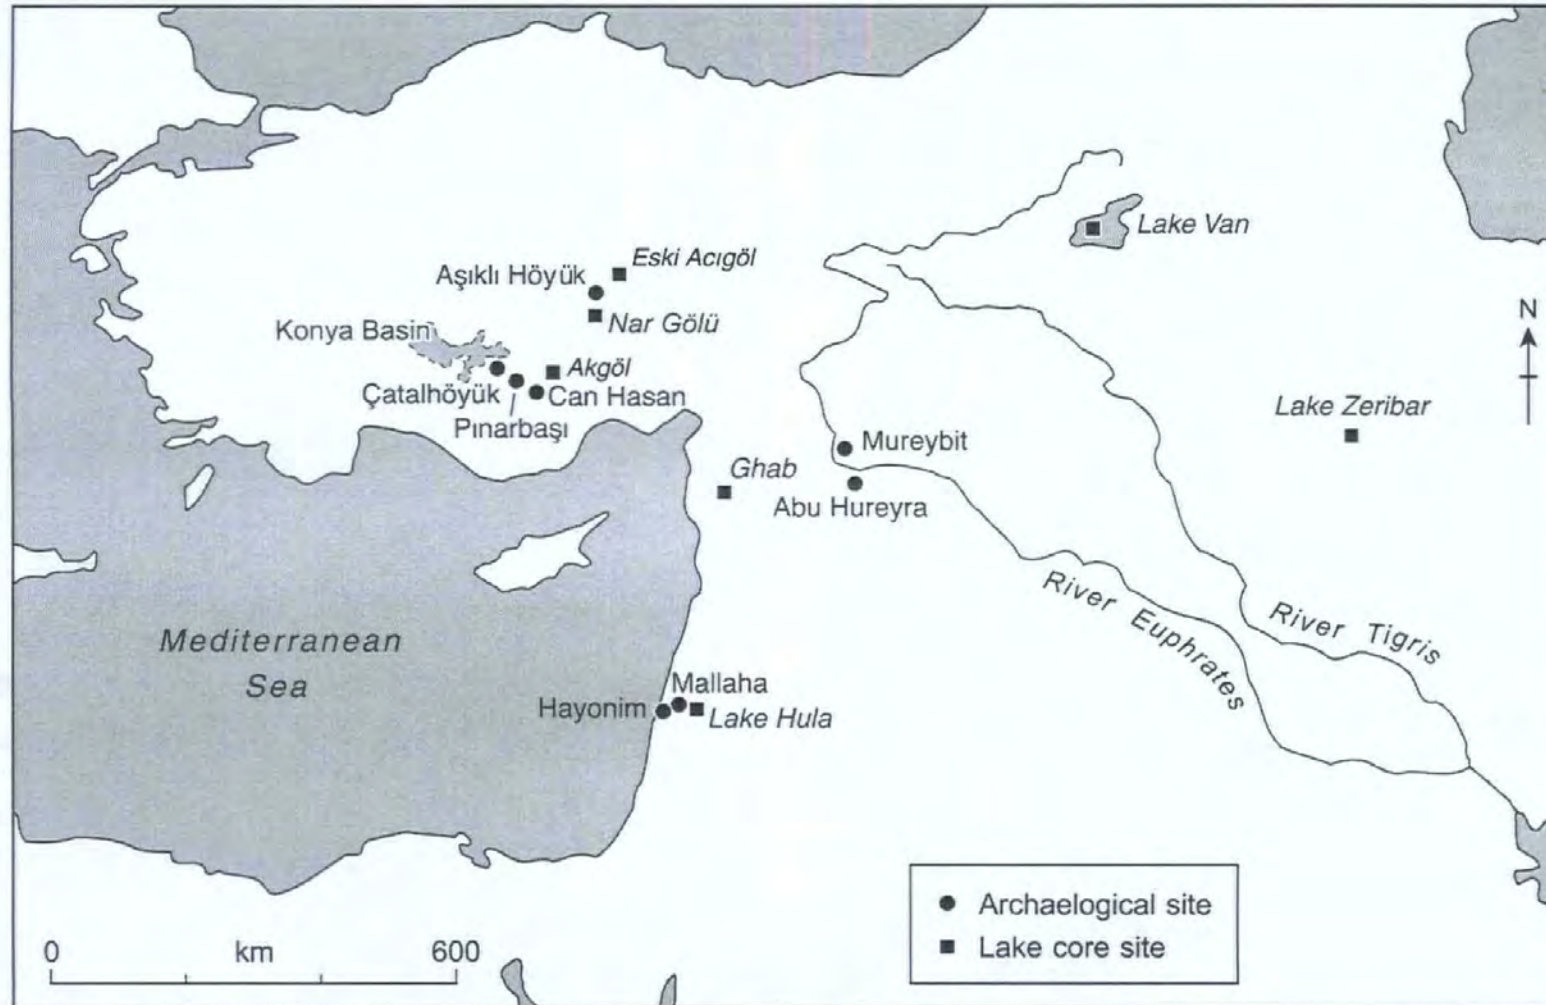 Lake Van
Eski Acıgöl
Aşıklı Höyük
Nar Gölü
Konya Basin
Akgöl
Çatalhöyük
Can Hasan
Pınarbaşı
N
Lake Zeribar
Mureybit
Ghab
Abu Hureyra
River Euphrates
River Tigris
Mediterranean
Sea
Mallaha
Hayonim
Lake Hula
Archaelogical site
Lake core site
0 km 600